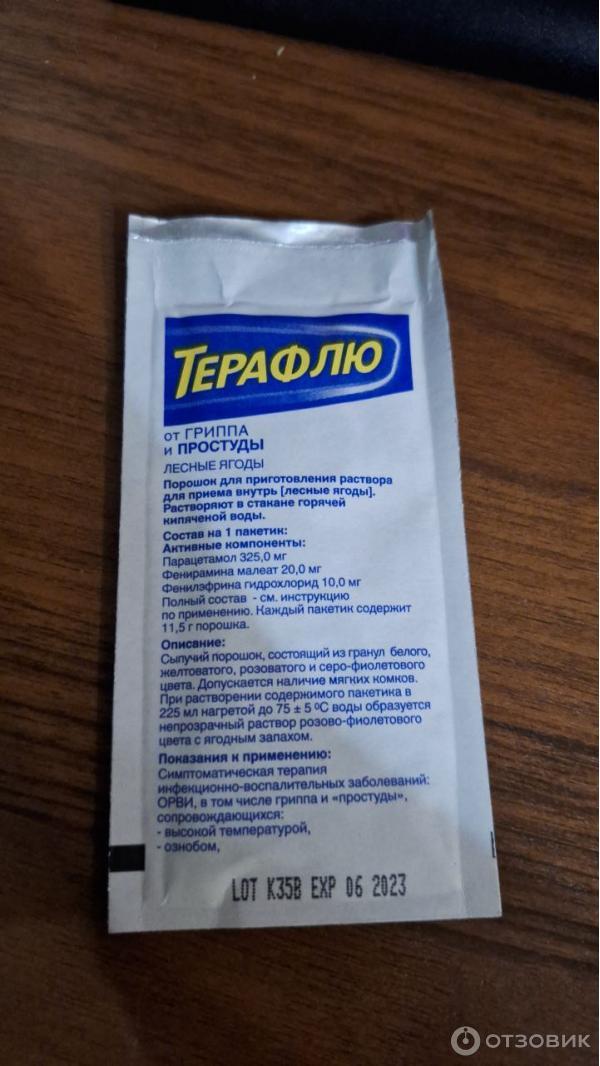 ТЕРАФЛЮ
от ГРИППА
и ПРОСТУДЫ
ЛЕСНЫЕ ЯГОДЫ
Порошок для приготовления раствора
для приема внутрь [лесные ягоды].
Растворяют в стакане горячей
кипяченой воды.
Состав на 1 пакетик:
Активные компоненты:
Парацетамол 325,0 мг
Фенирамина малеат 20,0 мг
Фенилэфрина гидрохлорид 10,0 мг
Полный состав - см. инструкцию
по применению. Каждый пакетик содержит
11,5 г порошка.
Описание:
Сыпучий порошок, состоящий из гранул белого,
желтоватого, розоватого и серо-фиолетового
цвета. Допускается наличие мягких комков.
При растворении содержимого пакетика в
225 мл нагретой до 75 ± 5 ºС воды образуется
непрозрачный раствор розово-фиолетового
цвета с ягодным запахом.
Показания к применению:
Симптоматическая терапия
инфекционно-воспалительных заболеваний:
ОРВИ, в том числе гриппа и «простуды»,
сопровождающихся:
- высокой температурой,
- ознобом,
LOT K35B EXP 06 2023
ОТЗОВИК